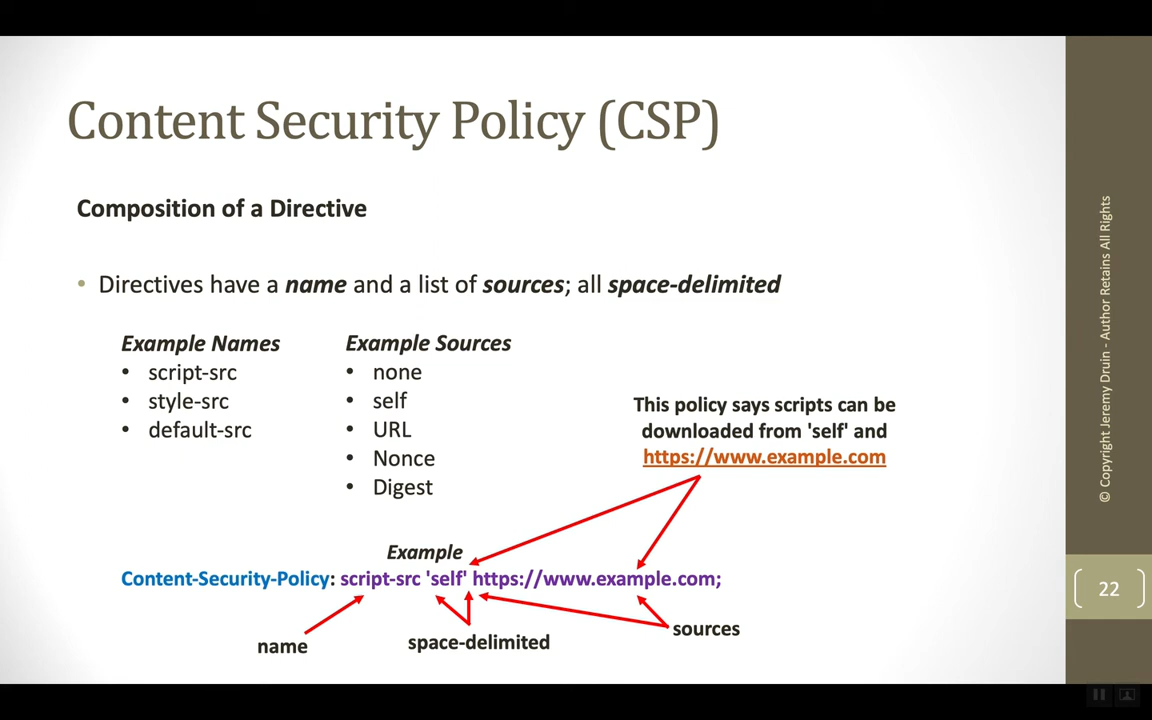 Content Security Policy (CSP)
Composition of a Directive
• Directives have a name and a list of sources; all space-delimited
Example Names
• script-src
• style-src
• default-src
Example Sources
• none
• self
• URL
• Nonce
• Digest
This policy says scripts can be
downloaded from 'self' and
https://www.example.com
Example
Content-Security-Policy: script-src 'self' https://www.example.com;
name
space-delimited
sources
© Copyright Jeremy Druin - Author Retains All Rights
22